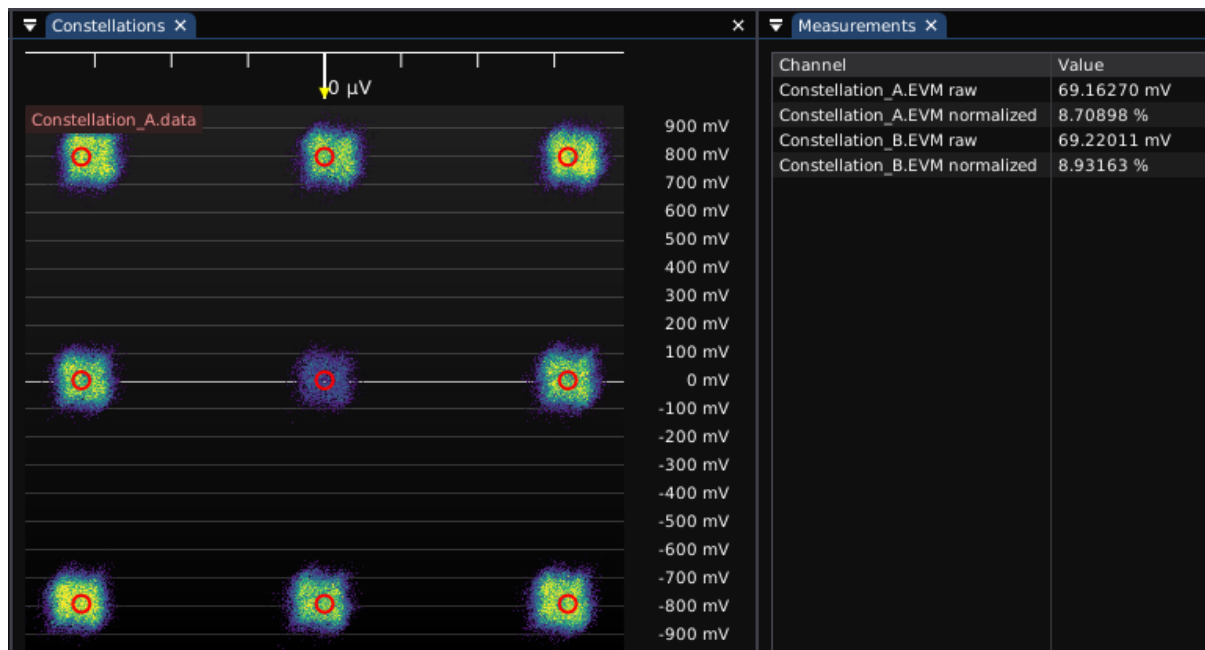 Constellations ×
×
0 µV
Constellation_A.data
900 mV
800 mV
700 mV
600 mV
500 mV
400 mV
300 mV
200 mV
100 mV
0 mV
-100 mV
-200 mV
-300 mV
-400 mV
-500 mV
-600 mV
-700 mV
-800 mV
-900 mV
Measurements ×
Channel Value
Constellation_A.EVM raw 69.16270 mV
Constellation_A.EVM normalized 8.70898 %
Constellation_B.EVM raw 69.22011 mV
Constellation_B.EVM normalized 8.93163 %